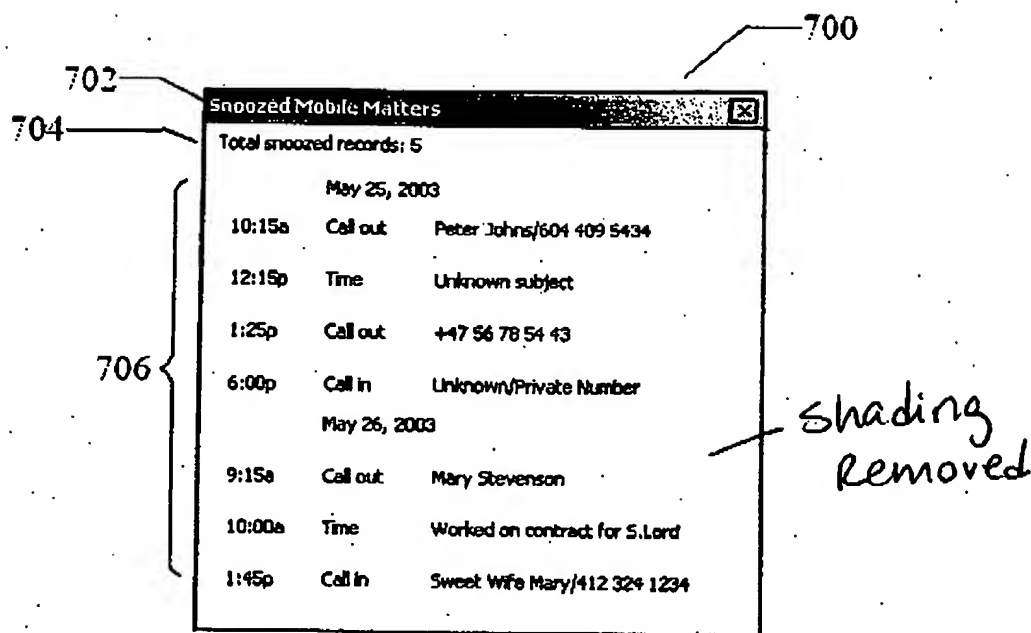 700
702
Snoozed Mobile Matters
704
Total snoozed records: 5
May 25, 2003
10:15a Call out Peter Johns/604 409 5434
12:15p Time Unknown subject
1:25p Call out +47 56 78 54 43
706
6:00p Call in Unknown/Private Number
May 26, 2003
Shading
Removed
9:15a Call out Mary Stevenson
10:00a Time Worked on contract for S.Lord
1:45p Call in Sweet Wife Mary/412 324 1234